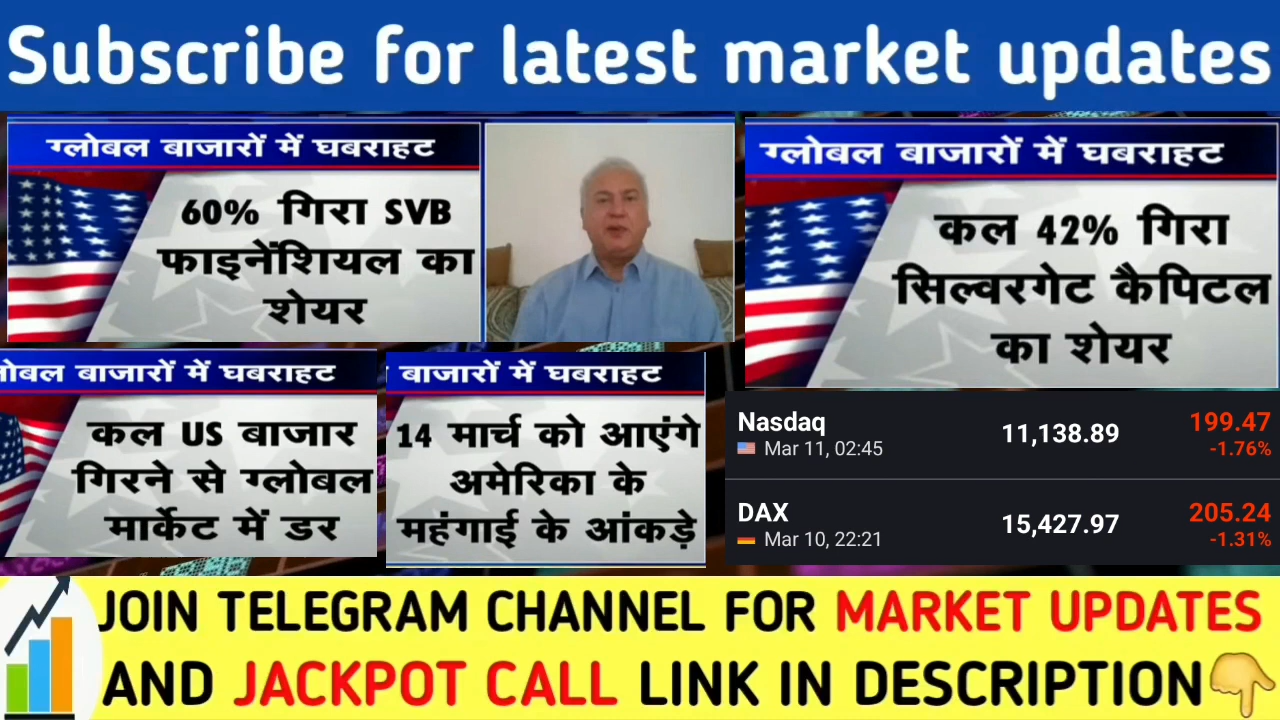 Subscribe for latest market updates
ग्लोबल बाजारों में घबराहट
60% गिरा SVB
फाइनेंशियल का
शेयर
ग्लोबल बाजारों में घबराहट
कल 42% गिरा
सिल्वरगेट कैपिटल
का शेयर
बाजारों में घबराहट
कल US बाजार
गिरने से ग्लोबल
मार्केट में डर
बाजारों में घबराहट
14 मार्च को आएंगे
अमेरिका के
महंगाई के आंकड़े
Nasdaq 11,138.89 199.47
Mar 11, 02:45 -1.76%
DAX 15,427.97 205.24
Mar 10, 22:21 -1.31%
JOIN TELEGRAM CHANNEL FOR MARKET UPDATES
AND JACKPOT CALL LINK IN DESCRIPTION